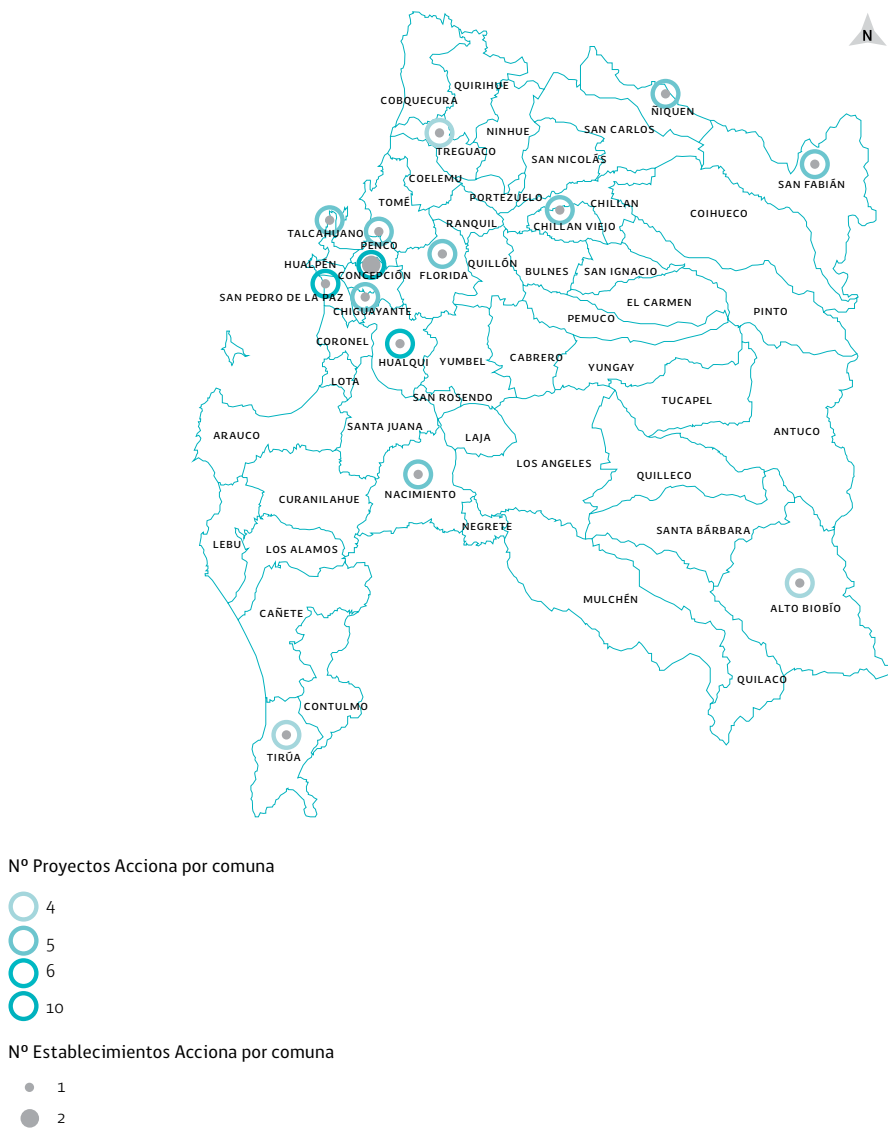 N
QUIRIHUE
COBQUECURA
ÑIQUEN
NINHUE
SAN CARLOS
TREGUACO
SAN NICOLÃS
COELEMU
SAN FABIÃN
PORTEZUELO
TOMÉ
CHILLAN
COIHUECO
RANQUIL
CHILLAN VIEJO
TALCAHUANO
PENCO
HUALPÉN
QUILLÓN
CONCEPCIÓN
FLORIDA
BULNES
SAN IGNACIO
SAN PEDRO DE LA PAZ
EL CARMEN
CHIGUAYANTE
PEMUCO
PINTO
CORONEL
HUALQUI
YUMBEL
CABRERO
YUNGAY
LOTA
SAN ROSENDO
TUCAPEL
SANTA JUANA
ARAUCO
LAJA
ANTUCO
LOS ANGELES
QUILLECO
NACIMIENTO
CURANILAHUE
NEGRETE
SANTA BÃRBARA
LEBU
LOS ALAMOS
MULCHÉN
ALTO BIOBÍO
CAÑETE
QUILACO
CONTULMO
TIRÚA
Nº Proyectos Acciona por comuna
4
5
6
10
Nº Establecimientos Acciona por comuna
1
2